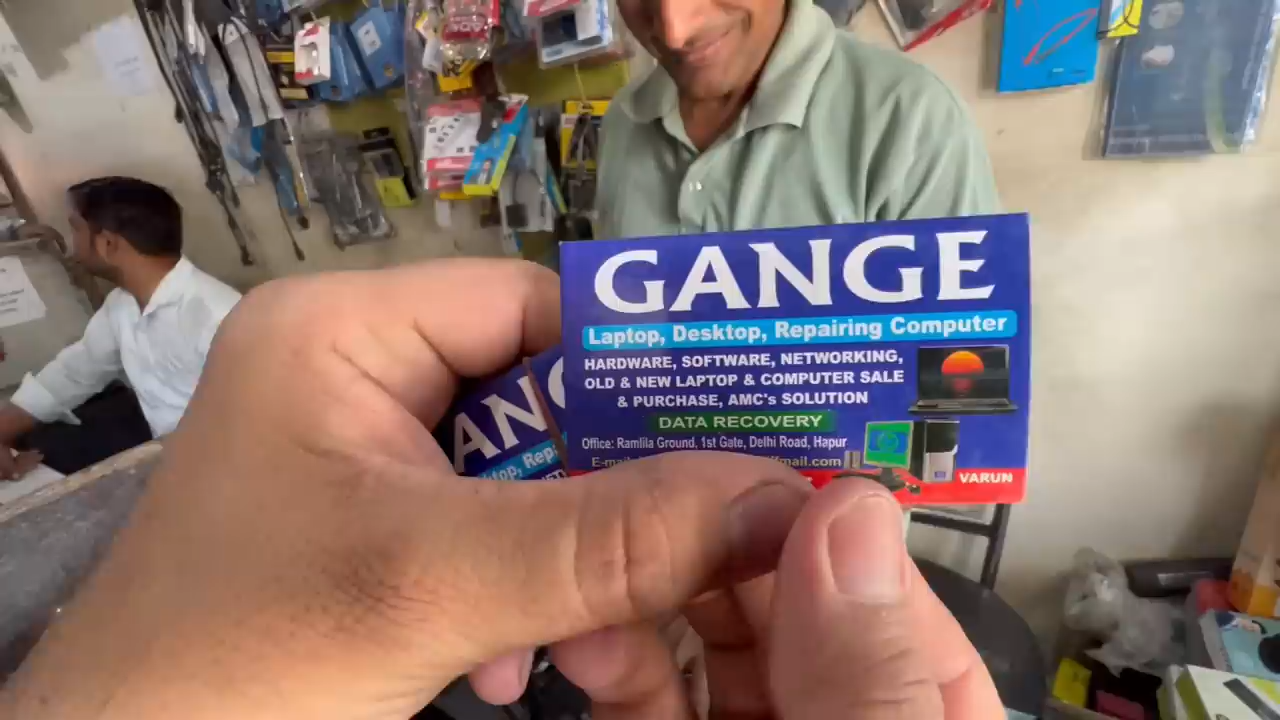 GANGE
Laptop, Desktop, Repairing Computer
HARDWARE, SOFTWARE, NETWORKING,
OLD & NEW LAPTOP & COMPUTER SALE
& PURCHASE, AMC's SOLUTION
DATA RECOVERY
Office: Ramlila Ground, 1st Gate, Delhi Road, Hapur
VARUN